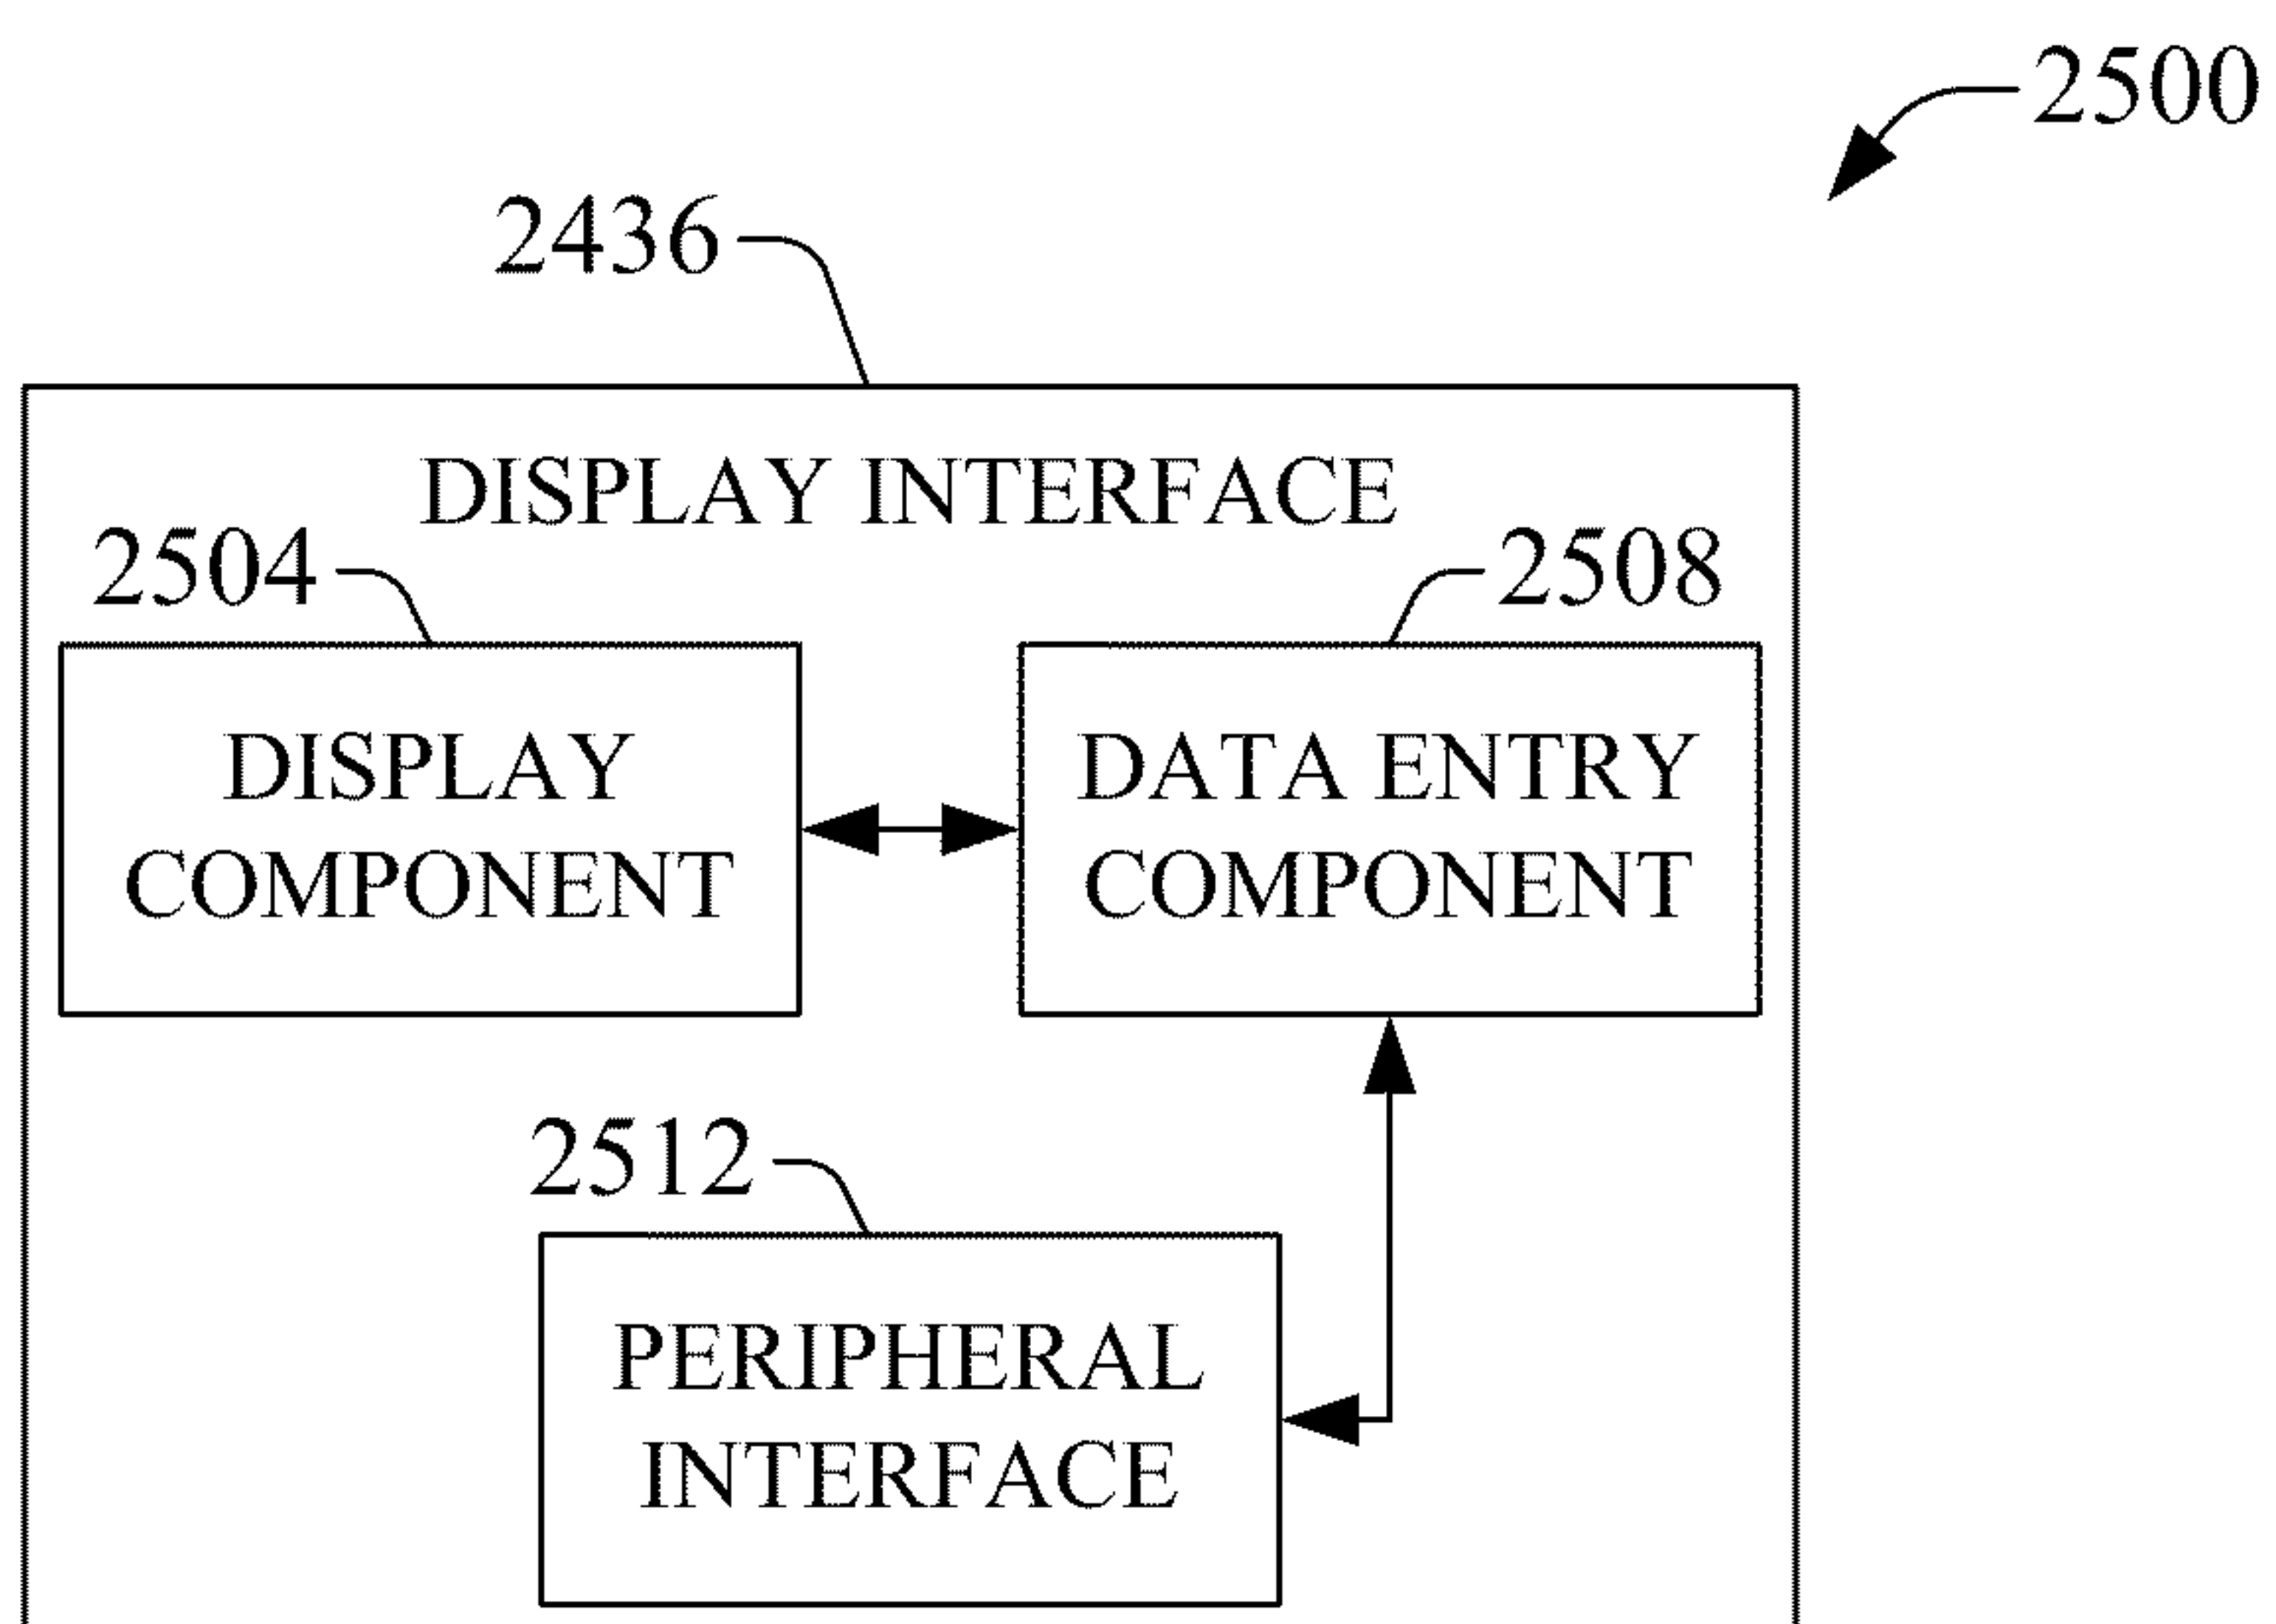 2500
2436
DISPLAY INTERFACE
2504
2508
DISPLAY
COMPONENT
DATA ENTRY
COMPONENT
2512
PERIPHERAL
INTERFACE